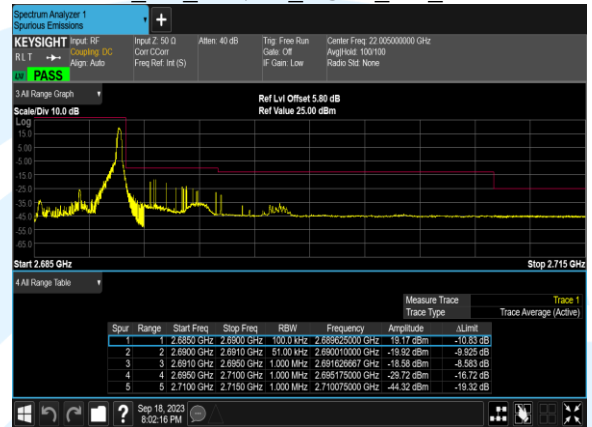 Spectrum Analyzer 1
Spurious Emissions
+
KEYSIGHT Input: RF Input Z: 50 Ω Atten: 40 dB Trig: Free Run Center Freq: 22.005000000 GHz
RLT Coupling: DC Corr CCorr Gate: Off Avg|Hold: 100/100
Align: Auto Freq Ref: Int (S) IF Gain: Low Radio Std: None
PASS
3 All Range Graph
Ref Lvl Offset 5.80 dB
Scale/Div 10.0 dB Ref Value 25.00 dBm
Log
15.0
5.00
-5.00
-15.0
-25.0
-35.0
-45.0
-55.0
-65.0
Start 2.685 GHz Stop 2.715 GHz
4 All Range Table
Measure Trace Trace 1
Trace Type Trace Average (Active)
Spur Range Start Freq Stop Freq RBW Frequency Amplitude ΔLimit
1 1 2.6850 GHz 2.6900 GHz 100.0 kHz 2.689625000 GHz 19.17 dBm -10.83 dB
2 2 2.6900 GHz 2.6910 GHz 51.00 kHz 2.690010000 GHz -19.92 dBm -9.925 dB
3 3 2.6910 GHz 2.6950 GHz 1.000 MHz 2.691626667 GHz -18.58 dBm -8.583 dB
4 4 2.6950 GHz 2.7100 GHz 1.000 MHz 2.695175000 GHz -29.72 dBm -16.72 dB
5 5 2.7100 GHz 2.7150 GHz 1.000 MHz 2.710075000 GHz -44.32 dBm -19.32 dB
? Sep 18, 2023
8:02:16 PM